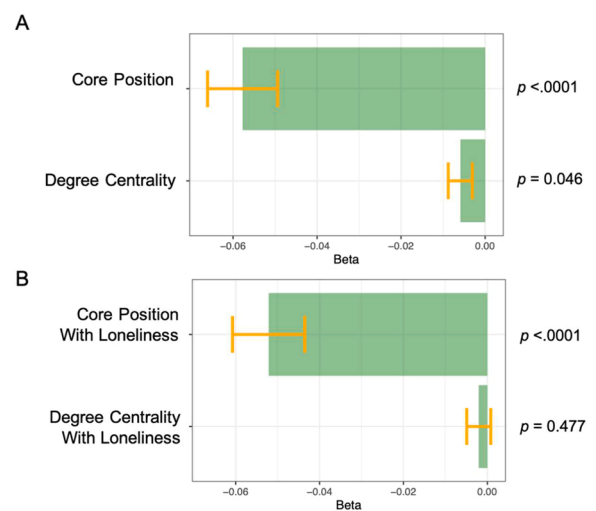 A
Core Position
p <.0001
Degree Centrality
p = 0.046
−0.06 −0.04 −0.02 0.00
Beta
B
Core Position
With Loneliness
p <.0001
Degree Centrality
With Loneliness
p = 0.477
−0.06 −0.04 −0.02 0.00
Beta